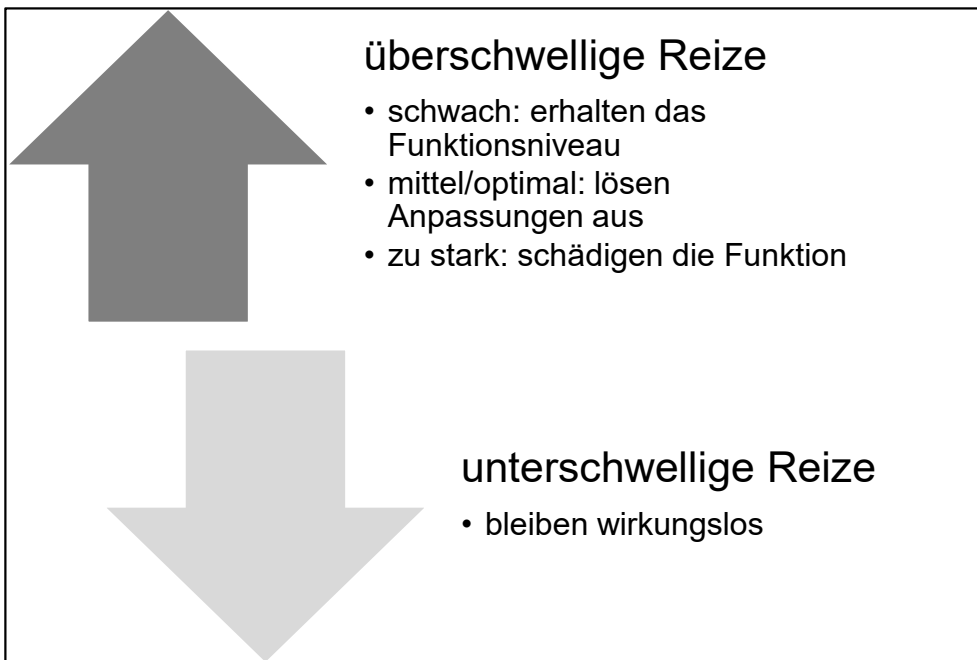 überschwellige Reize
• schwach: erhalten das
Funktionsniveau
• mittel/optimal: lösen
Anpassungen aus
• zu stark: schädigen die Funktion
unterschwellige Reize
• bleiben wirkungslos